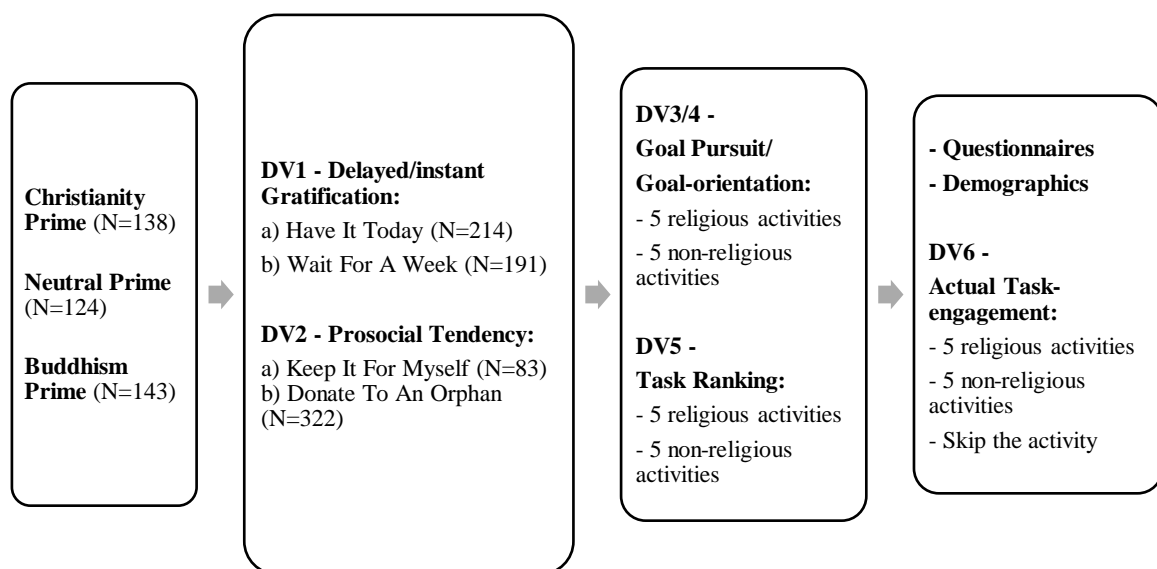 Christianity
Prime (N=138)
Neutral Prime
(N=124)
Buddhism
Prime (N=143)
DV1 - Delayed/instant
Gratification:
a) Have It Today (N=214)
b) Wait For A Week (N=191)
DV2 - Prosocial Tendency:
a) Keep It For Myself (N=83)
b) Donate To An Orphan
(N=322)
DV3/4 -
Goal Pursuit/
Goal-orientation:
- 5 religious activities
- 5 non-religious
activities
DV5 -
Task Ranking:
- 5 religious activities
- 5 non-religious
activities
- Questionnaires
- Demographics
DV6 -
Actual Task-
engagement:
- 5 religious activities
- 5 non-religious
activities
- Skip the activity